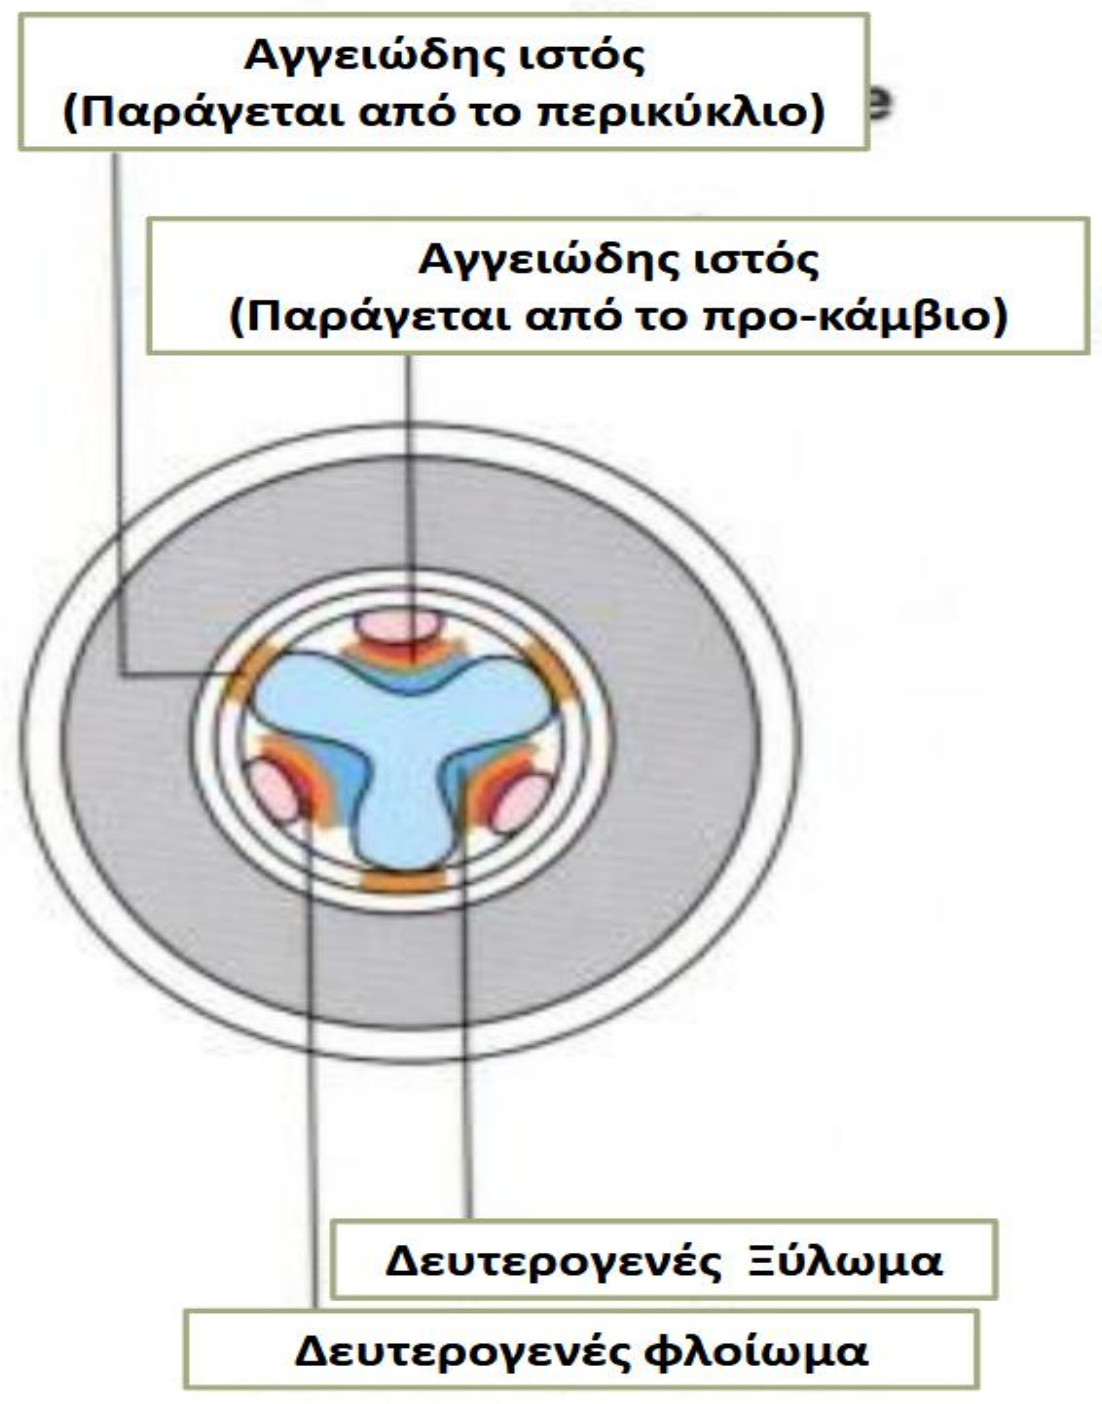 Αγγειώδης ιστός
(Παράγεται από το περικύκλιο)
e
Αγγειώδης ιστός
(Παράγεται από το προ-κάμβιο)
Δευτερογενές Ξύλωμα
Δευτερογενές φλοίωμα